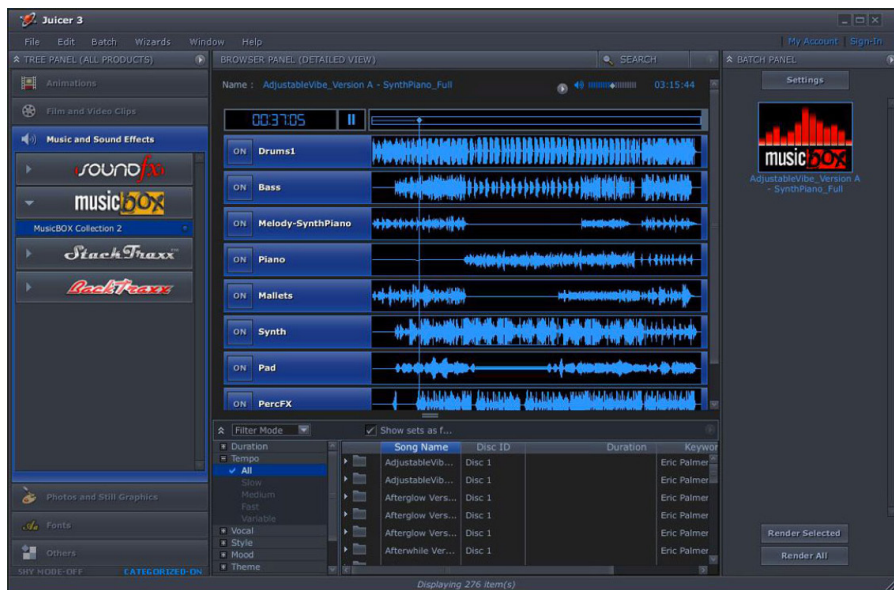 Juicer 3
File Edit Batch Wizards Window Help
My Account Sign-In
TREE PANEL (ALL PRODUCTS)
Animations
Film and Video Clips
Music and Sound Effects
soundfx
musicbox
MusicBOX Collection 2
StackTraxx
BackTraxx
Photos and Still Graphics
Fonts
Others
SHY MODE-OFF CATEGORIZED-ON
BROWSER PANEL (DETAILED VIEW)
SEARCH
Name : AdjustableVibe_Version A - SynthPiano_Full
03:15:44
00:37:05
ON Drums1
ON Bass
ON Melody-SynthPiano
ON Piano
ON Mallets
ON Synth
ON Pad
ON PercFX
Filter Mode
Show sets as f...
Duration
Tempo
All
Slow
Medium
Fast
Variable
Vocal
Style
Mood
Theme
Song Name Disc ID Duration Keywor
AdjustableVib... Disc 1 Eric Palmer
AdjustableVib... Disc 1 Eric Palmer
Afterglow Vers... Disc 1 Eric Palmer
Afterglow Vers... Disc 1 Eric Palmer
Afterglow Vers... Disc 1 Eric Palmer
Afterwhile Ver... Disc 1 Eric Palmer
BATCH PANEL
Settings
musicbox
AdjustableVibe_Version A
- SynthPiano_Full
Render Selected
Render All
Displaying 276 item(s)